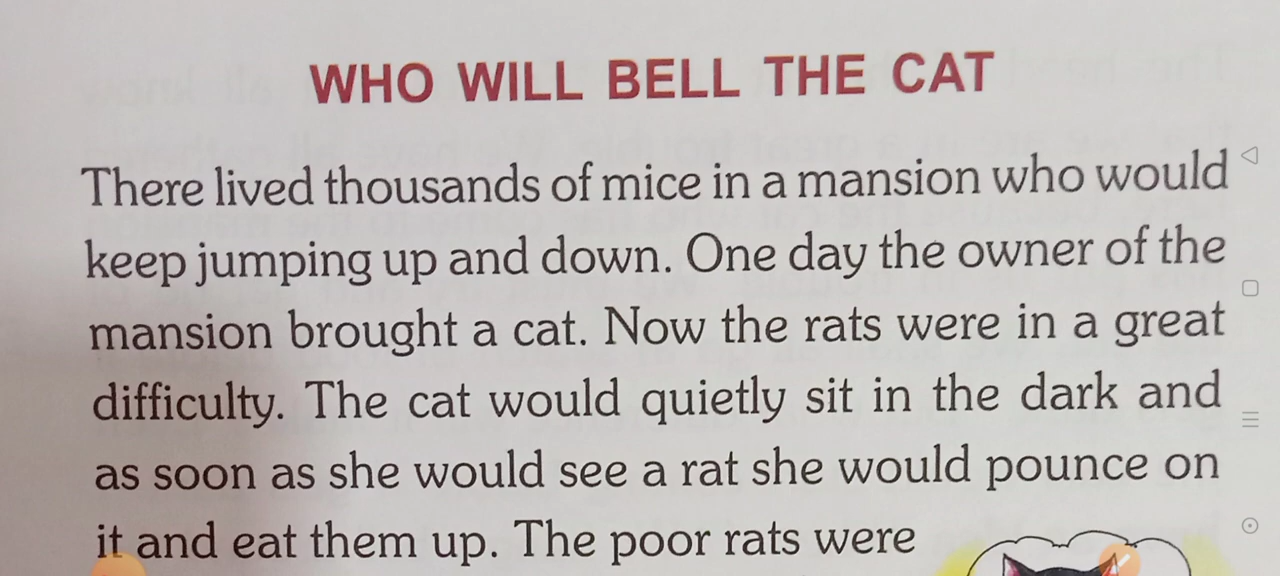 WHO WILL BELL THE CAT
There lived thousands of mice in a mansion who would
keep jumping up and down. One day the owner of the
mansion brought a cat. Now the rats were in a great
difficulty. The cat would quietly sit in the dark and
as soon as she would see a rat she would pounce on
it and eat them up. The poor rats were